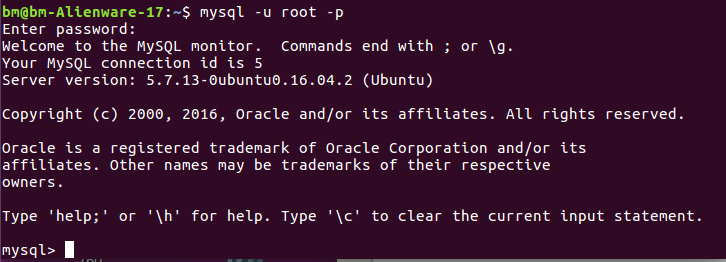 bm@bm-Alienware-17:~$ mysql -u root -p
Enter password:
Welcome to the MySQL monitor.  Commands end with ; or \g.
Your MySQL connection id is 5
Server version: 5.7.13-0ubuntu0.16.04.2 (Ubuntu)
Copyright (c) 2000, 2016, Oracle and/or its affiliates. All rights reserved.
Oracle is a registered trademark of Oracle Corporation and/or its
affiliates. Other names may be trademarks of their respective
owners.
Type 'help;' or '\h' for help. Type '\c' to clear the current input statement.
mysql>